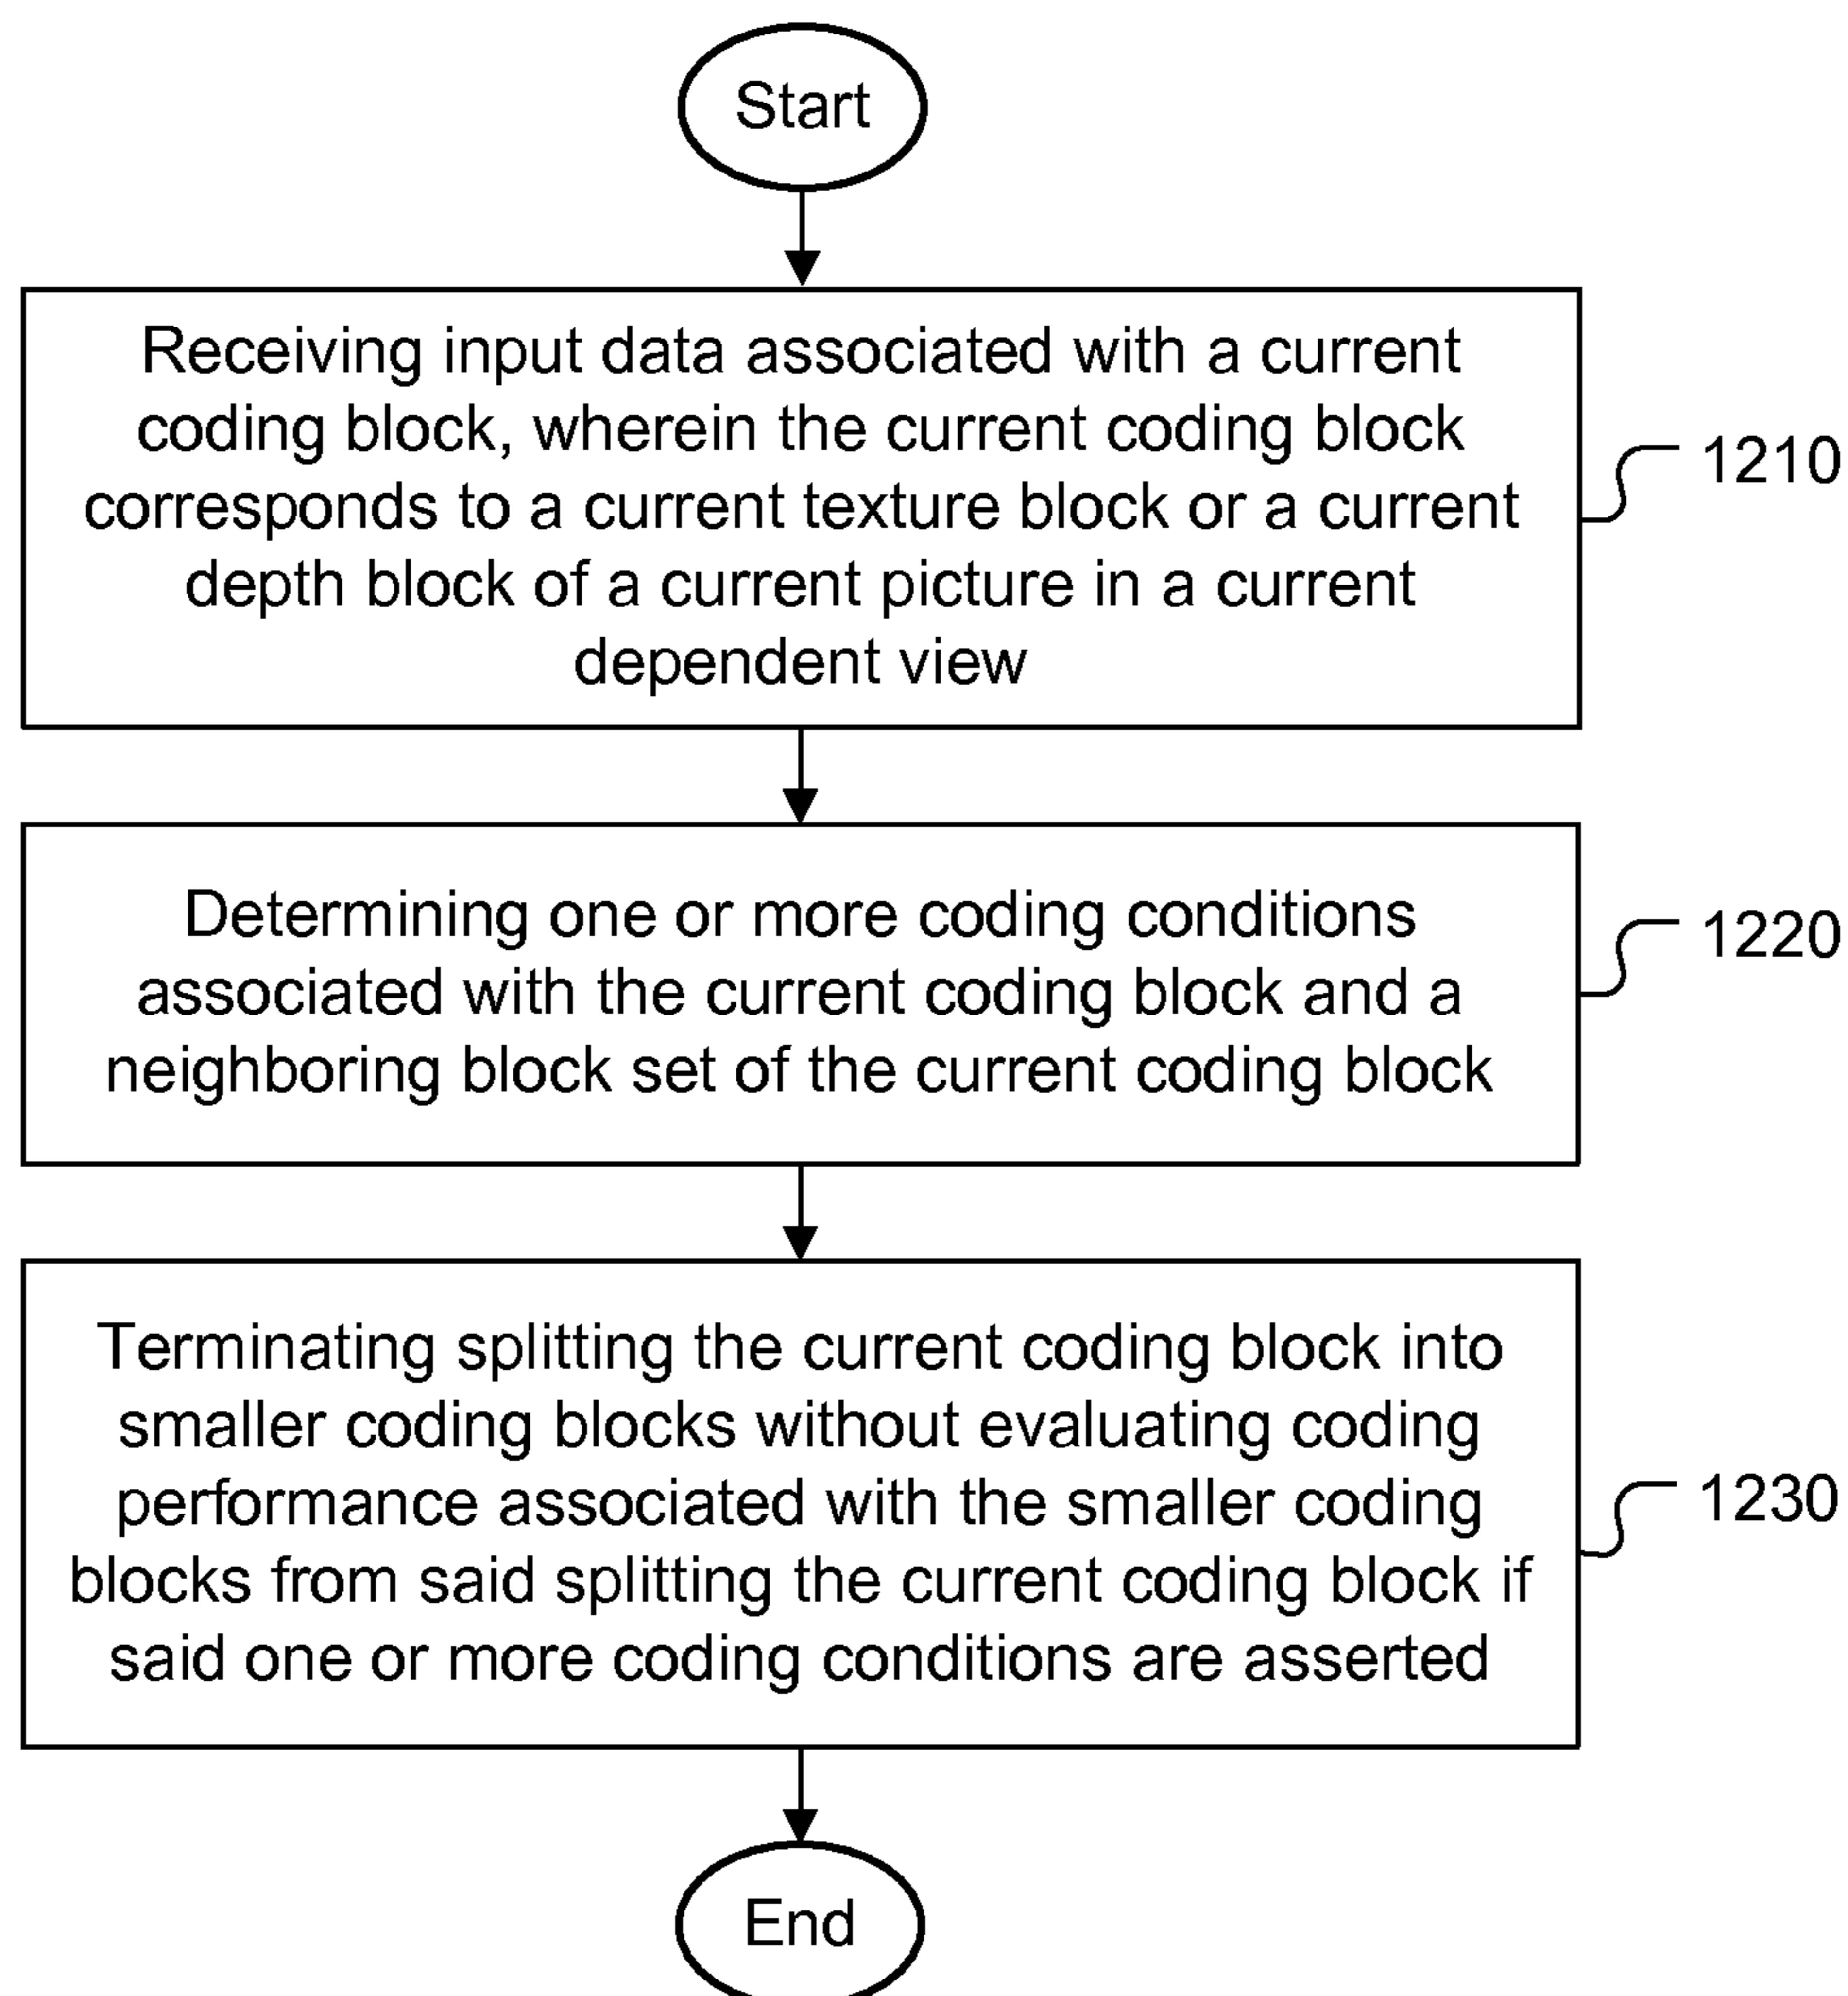 Start
Receiving input data associated with a current
coding block, wherein the current coding block
corresponds to a current texture block or a current
depth block of a current picture in a current
dependent view
1210
Determining one or more coding conditions
associated with the current coding block and a
neighboring block set of the current coding block
1220
Terminating splitting the current coding block into
smaller coding blocks without evaluating coding
performance associated with the smaller coding
blocks from said splitting the current coding block if
said one or more coding conditions are asserted
1230
End